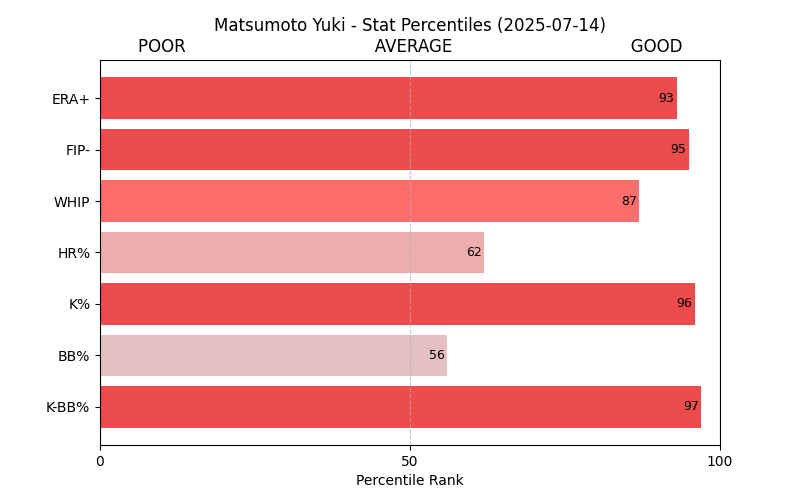 Matsumoto Yuki - Stat Percentiles (2025-07-14)
POOR AVERAGE GOOD
ERA+ 93
FIP- 95
WHIP 87
HR% 62
K% 96
BB% 56
K-BB% 97
0 50 100
Percentile Rank